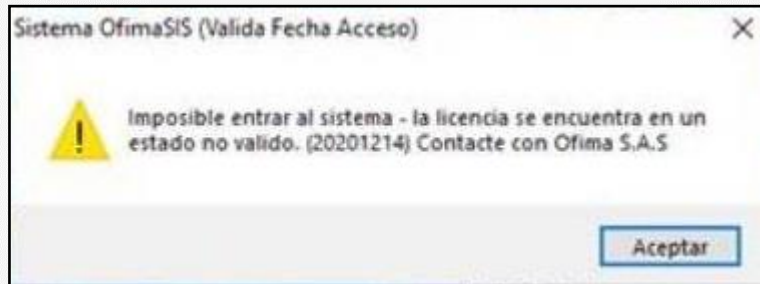 Sistema OfimaSIS (Valida Fecha Acceso)
Imposible entrar al sistema - la licencia se encuentra en un
estado no valido. (20201214) Contacte con Ofima S.A.S
Aceptar